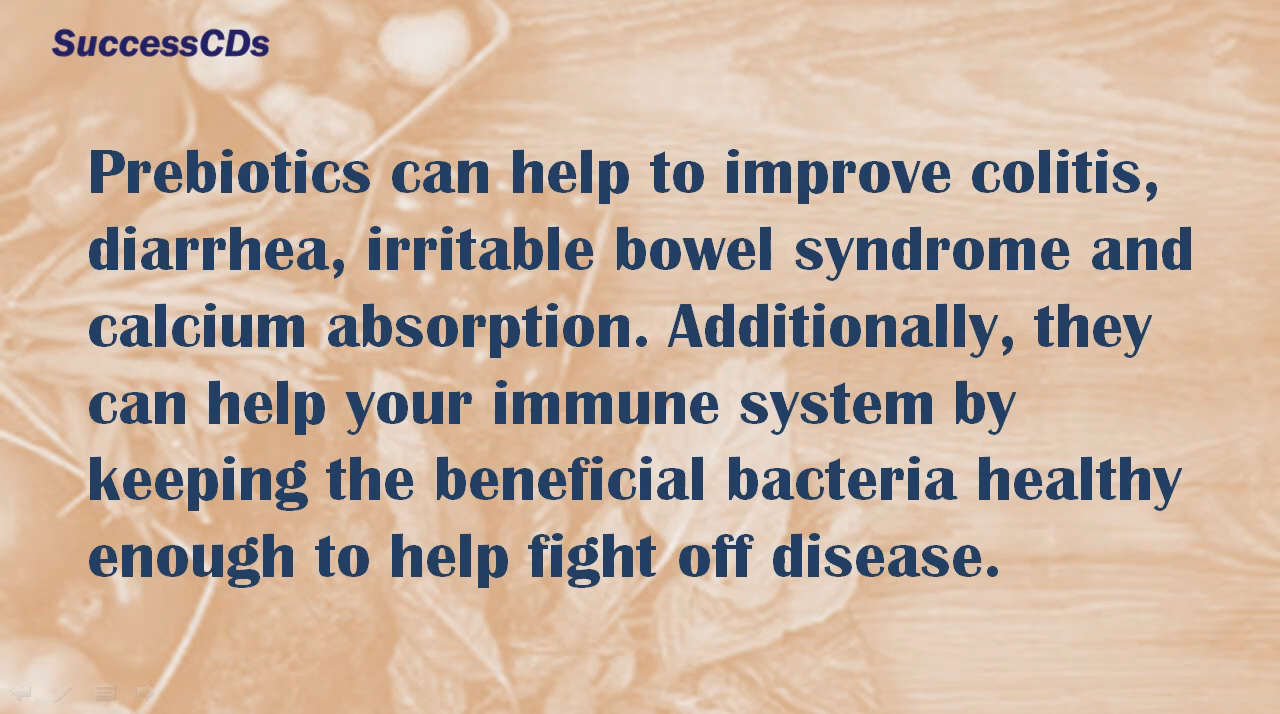 SuccessCDs
Prebiotics can help to improve colitis,
diarrhea, irritable bowel syndrome and
calcium absorption. Additionally, they
can help your immune system by
keeping the beneficial bacteria healthy
enough to help fight off disease.